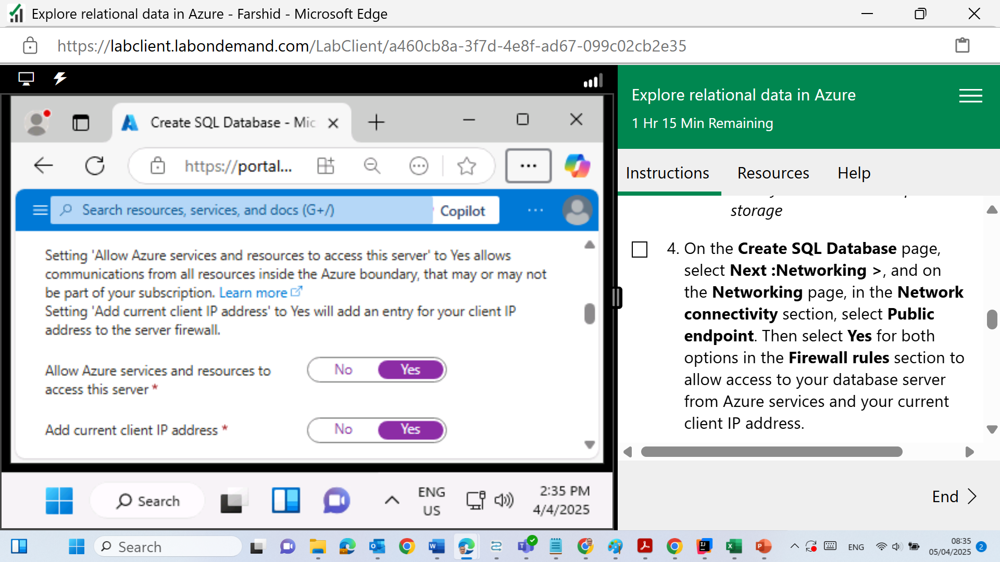 Explore relational data in Azure - Farshid - Microsoft Edge
https://labclient.labondemand.com/LabClient/a460cb8a-3f7d-4e8f-ad67-099c02cb2e35
Create SQL Database - Mic
https://portal...
Search resources, services, and docs (G+/)
Copilot
Setting 'Allow Azure services and resources to access this server' to Yes allows
communications from all resources inside the Azure boundary, that may or may not
be part of your subscription. Learn more
Setting 'Add current client IP address' to Yes will add an entry for your client IP
address to the server firewall.
Allow Azure services and resources to
access this server *
No Yes
Add current client IP address *
No Yes
Search
ENG
US
2:35 PM
4/4/2025
Explore relational data in Azure
1 Hr 15 Min Remaining
Instructions Resources Help
storage
4. On the Create SQL Database page,
select Next :Networking >, and on
the Networking page, in the Network
connectivity section, select Public
endpoint. Then select Yes for both
options in the Firewall rules section to
allow access to your database server
from Azure services and your current
client IP address.
End
Search
ENG
08:35
05/04/2025
2